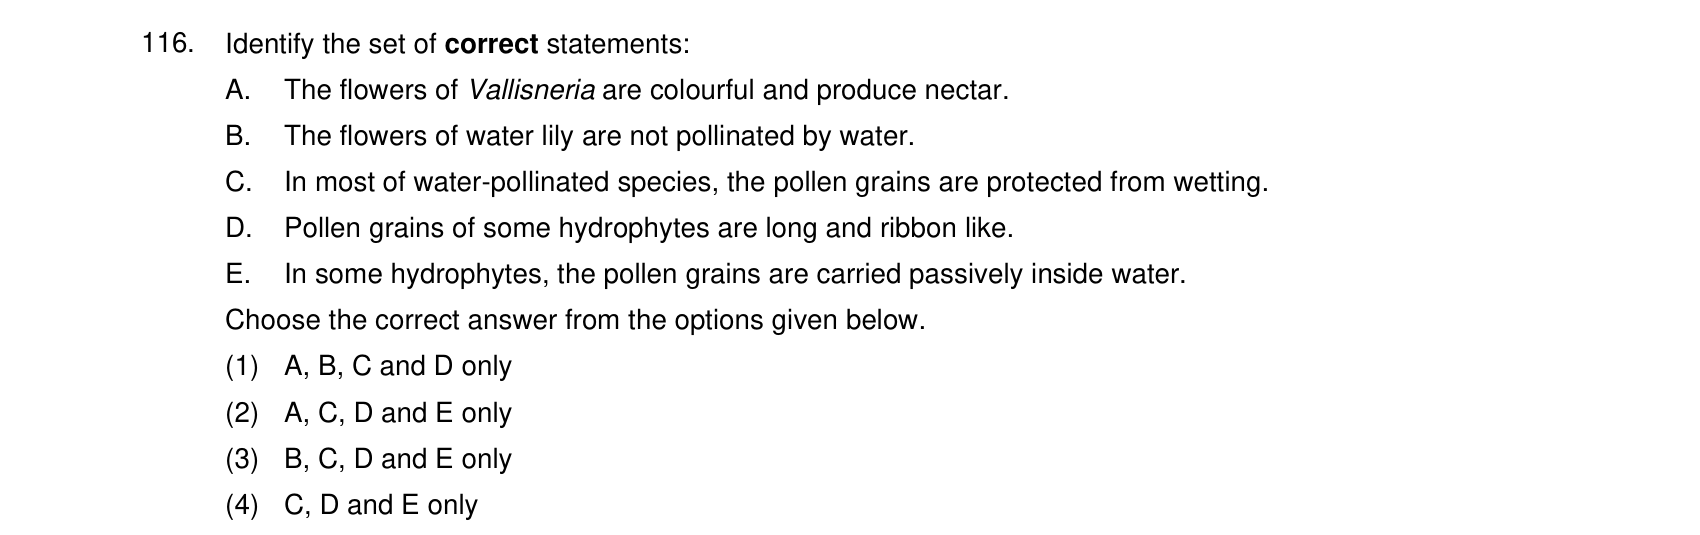 116. Identify the set of correct statements:
A. The flowers of Vallisneria are colourful and produce nectar.
B. The flowers of water lily are not pollinated by water.
C. In most of water-pollinated species, the pollen grains are protected from wetting.
D. Pollen grains of some hydrophytes are long and ribbon like.
E. In some hydrophytes, the pollen grains are carried passively inside water.
Choose the correct answer from the options given below.
(1) A, B, C and D only
(2) A, C, D and E only
(3) B, C, D and E only
(4) C, D and E only